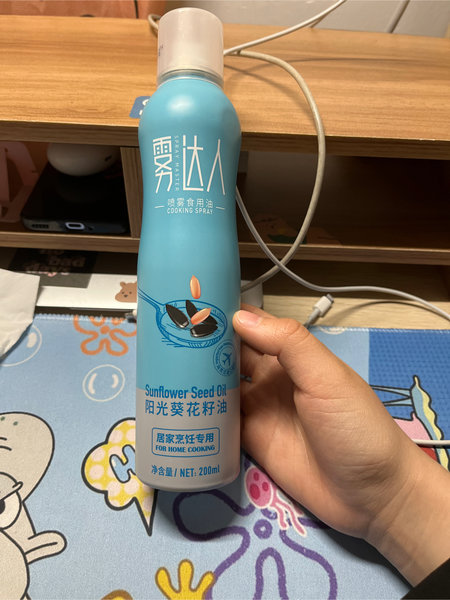 雾达人
SPRAY MASTER
喷雾食用油
COOKING SPRAY
Sunflower Seed Oil
阳光葵花籽油
居家烹饪专用
FOR HOME COOKING
净含量/ NET: 200ml